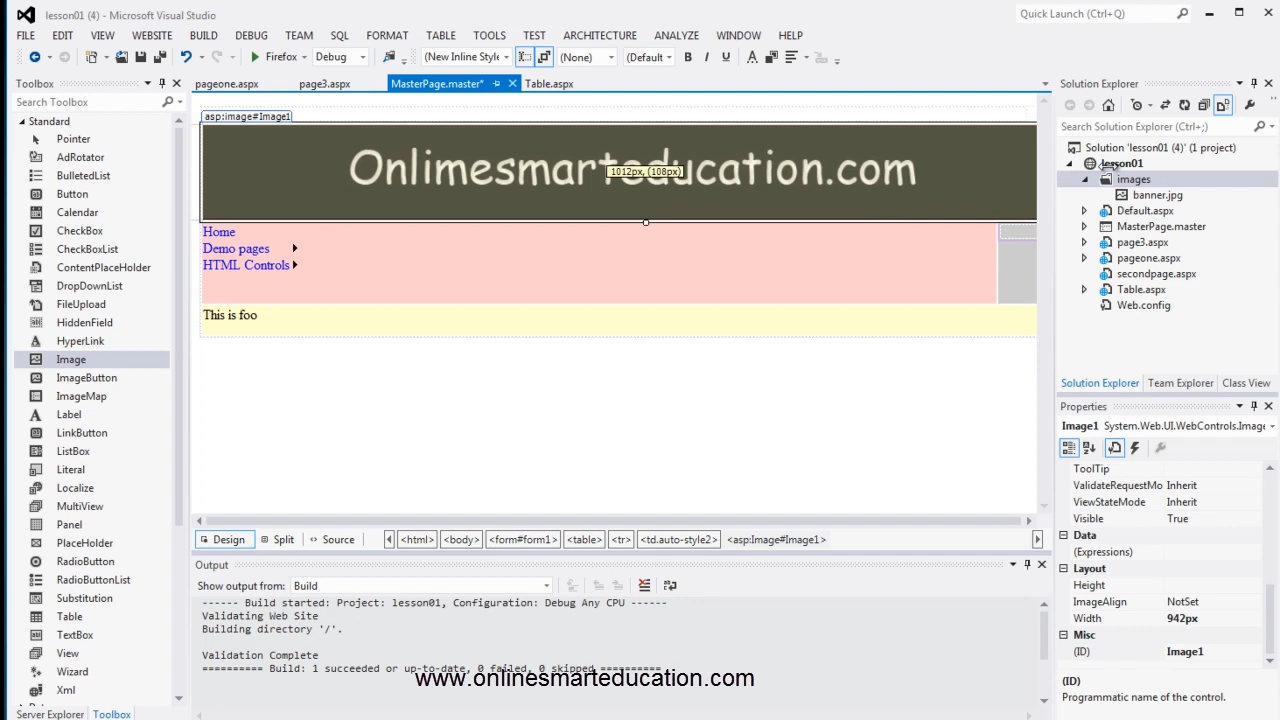 lesson01 (4) - Microsoft Visual Studio
Quick Launch (Ctrl+Q)
FILE EDIT VIEW WEBSITE BUILD DEBUG TEAM SQL FORMAT TABLE TOOLS TEST ARCHITECTURE ANALYZE WINDOW HELP
Firefox Debug (New Inline Style (None) (Default B I U A
Toolbox
pageone.aspx page3.aspx MasterPage.master* Table.aspx
Solution Explorer
Search Toolbox
Standard
Pointer
AdRotator
BulletedList
Button
Calendar
CheckBox
CheckBoxList
ContentPlaceHolder
DropDownList
FileUpload
HiddenField
HyperLink
Image
ImageButton
ImageMap
Label
LinkButton
ListBox
Literal
Localize
MultiView
Panel
PlaceHolder
RadioButton
RadioButtonList
Substitution
Table
TextBox
View
Wizard
Xml
Server Explorer Toolbox
asp:image#Image1
Onlimesmarteducation.com
1012px, (108px)
Home
Demo pages
HTML Controls
This is foo
Design Split Source <html> <body> <form#form1> <table> <tr> <td.auto-style2> <asp:Image#Image1>
Output
Show output from: Build
------ Build started: Project: lesson01, Configuration: Debug Any CPU ------
Validating Web Site
Building directory '/'.
Validation Complete
========== Build: 1 succeeded or up-to-date, 0 failed, 0 skipped ==========
www.onlinesmarteducation.com
Search Solution Explorer (Ctrl+;)
Solution 'lesson01 (4)' (1 project)
lesson01
images
banner.jpg
Default.aspx
MasterPage.master
page3.aspx
pageone.aspx
secondpage.aspx
Table.aspx
Web.config
Solution Explorer Team Explorer Class View
Properties
Image1 System.Web.UI.WebControls.Image
ToolTip
ValidateRequestMo Inherit
ViewStateMode Inherit
Visible True
Data
(Expressions)
Layout
Height
ImageAlign NotSet
Width 942px
Misc
(ID) Image1
(ID)
Programmatic name of the control.